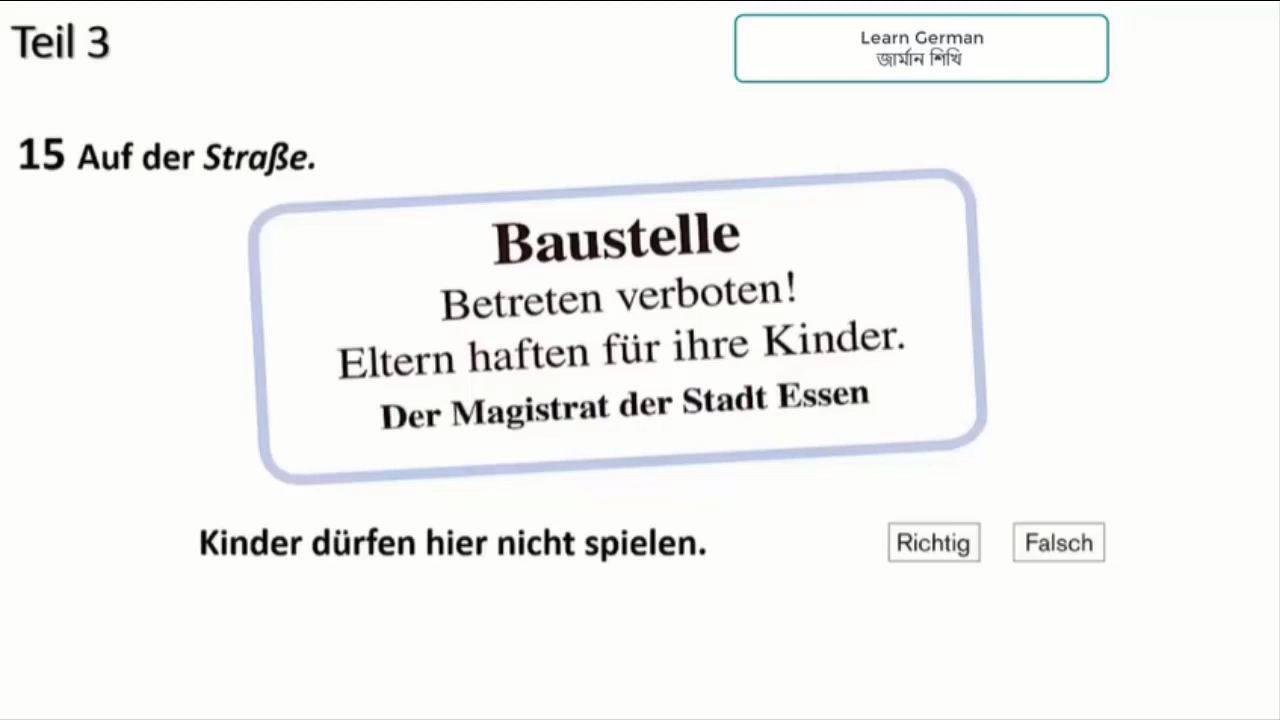 Teil 3
Learn German
জার্মান শিখি
15 Auf der Straße.
Baustelle
Betreten verboten!
Eltern haften für ihre Kinder.
Der Magistrat der Stadt Essen
Kinder dürfen hier nicht spielen.
Richtig
Falsch